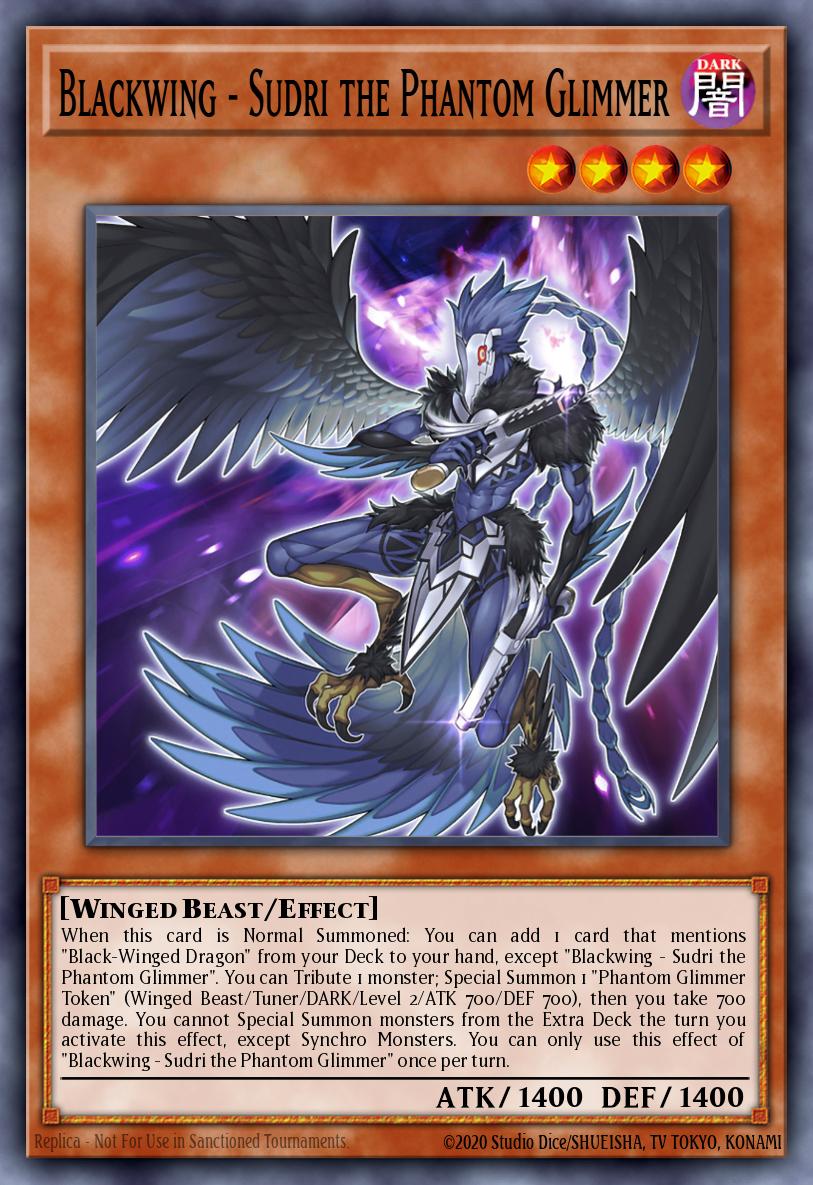 Blackwing - Sudri the Phantom Glimmer
DARK
闇
[Winged Beast/Effect]
When this card is Normal Summoned: You can add 1 card that mentions
"Black-Winged Dragon" from your Deck to your hand, except "Blackwing - Sudri the
Phantom Glimmer". You can Tribute 1 monster; Special Summon 1 "Phantom Glimmer
Token" (Winged Beast/Tuner/DARK/Level 2/ATK 700/DEF 700), then you take 700
damage. You cannot Special Summon monsters from the Extra Deck the turn you
activate this effect, except Synchro Monsters. You can only use this effect of
"Blackwing - Sudri the Phantom Glimmer" once per turn.
ATK/1400 DEF/1400
Replica - Not For Use in Sanctioned Tournaments.
©2020 Studio Dice/SHUEISHA, TV TOKYO, KONAMI